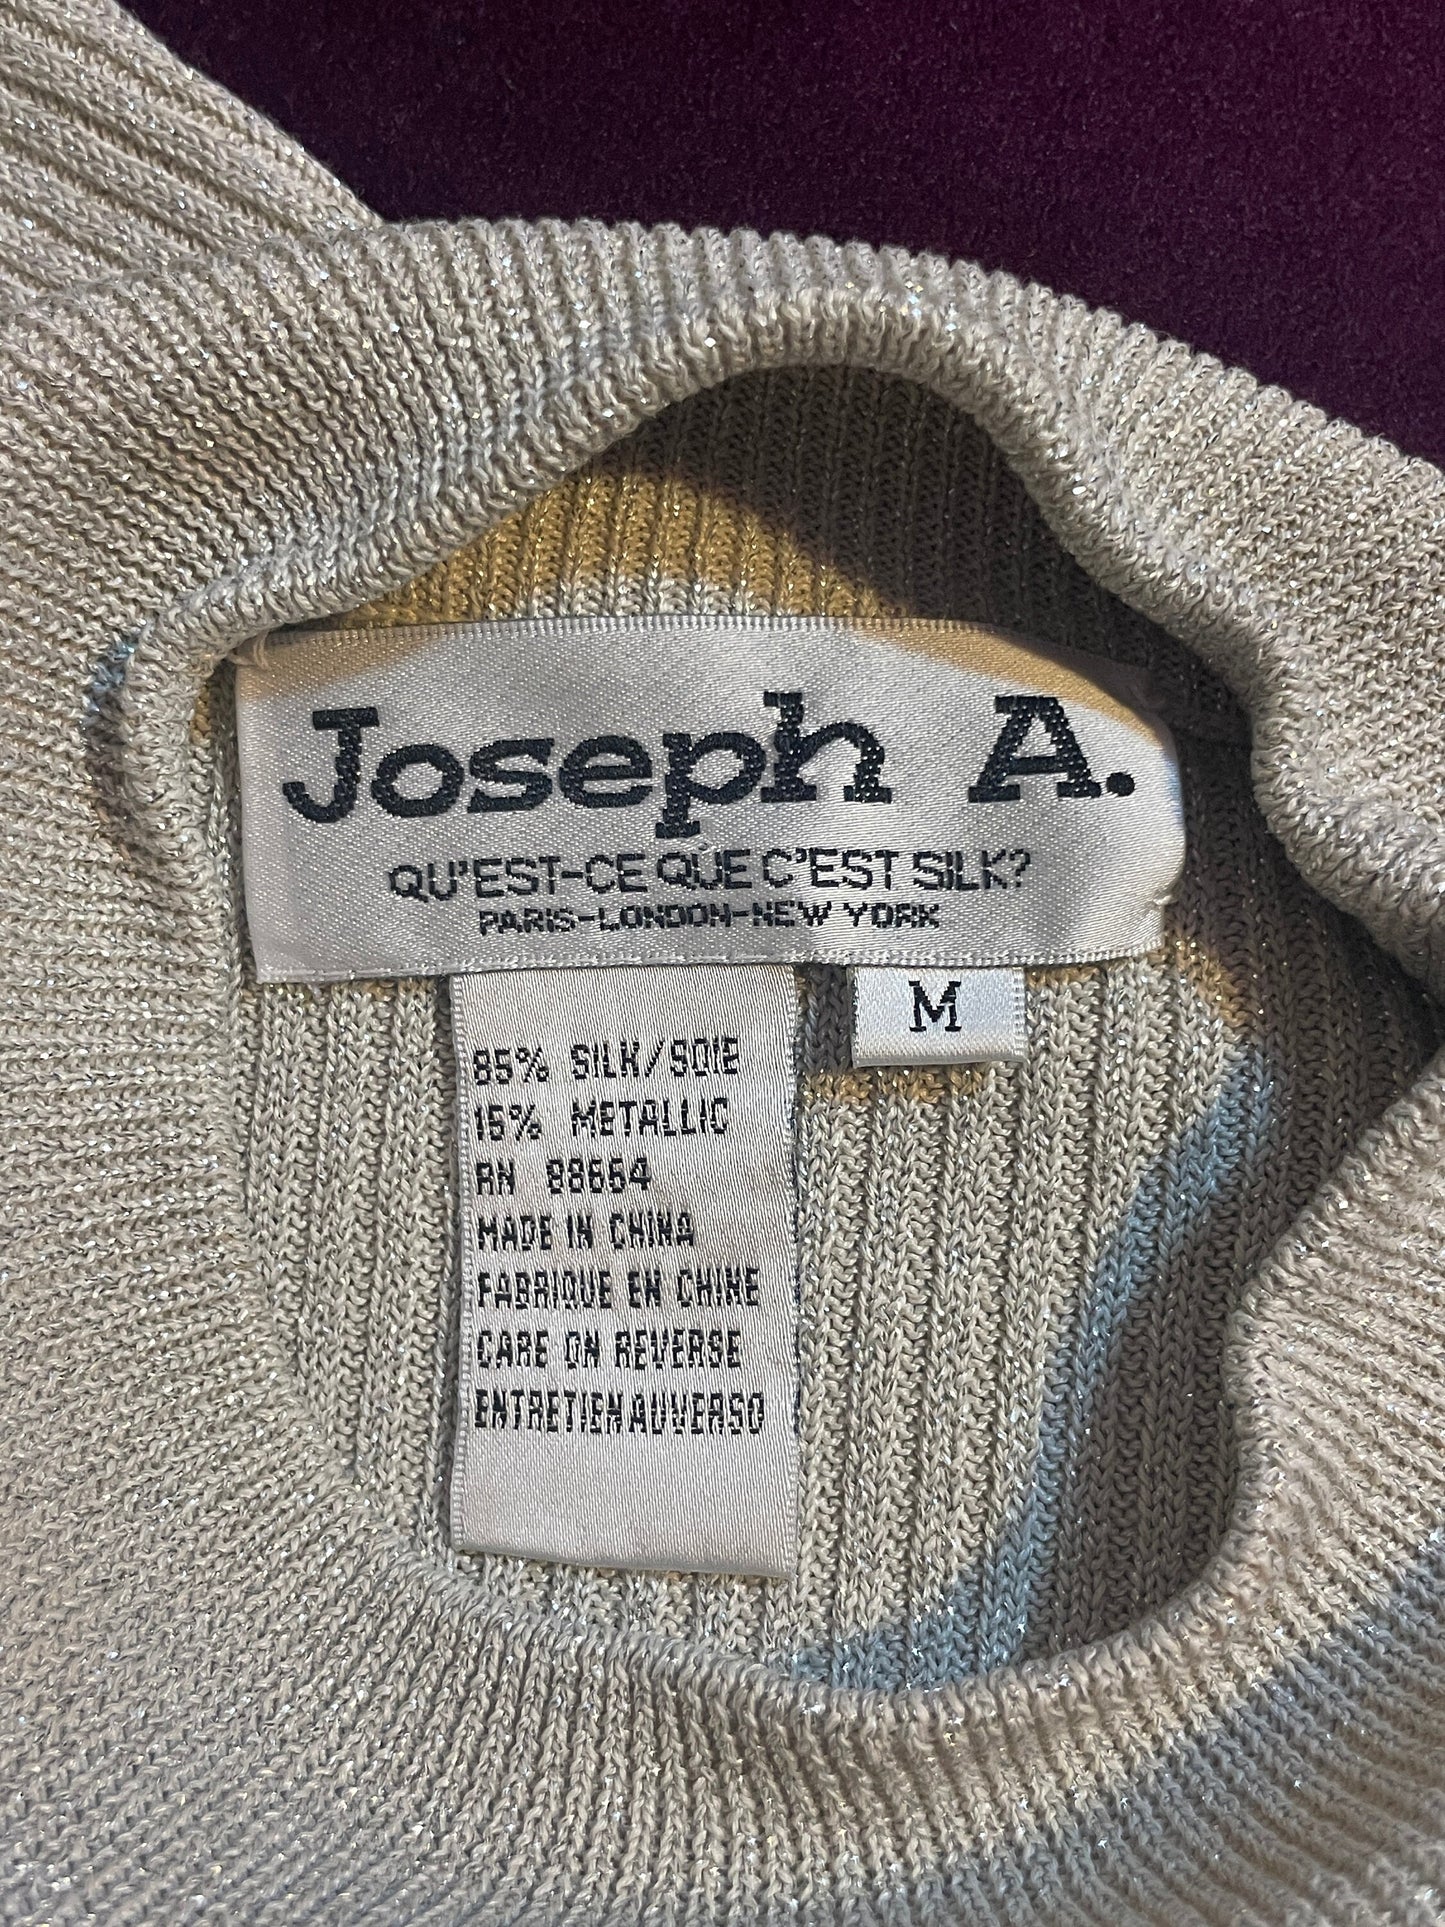 Joseph A.
QU'EST-CE QUE C'EST SILK?
PARIS-LONDON-NEW YORK
M
85% SILK/SOIE
15% METALLIC
RN 88664
MADE IN CHINA
FABRIQUE EN CHINE
CARE ON REVERSE
ENTRETIEN AU VERSO